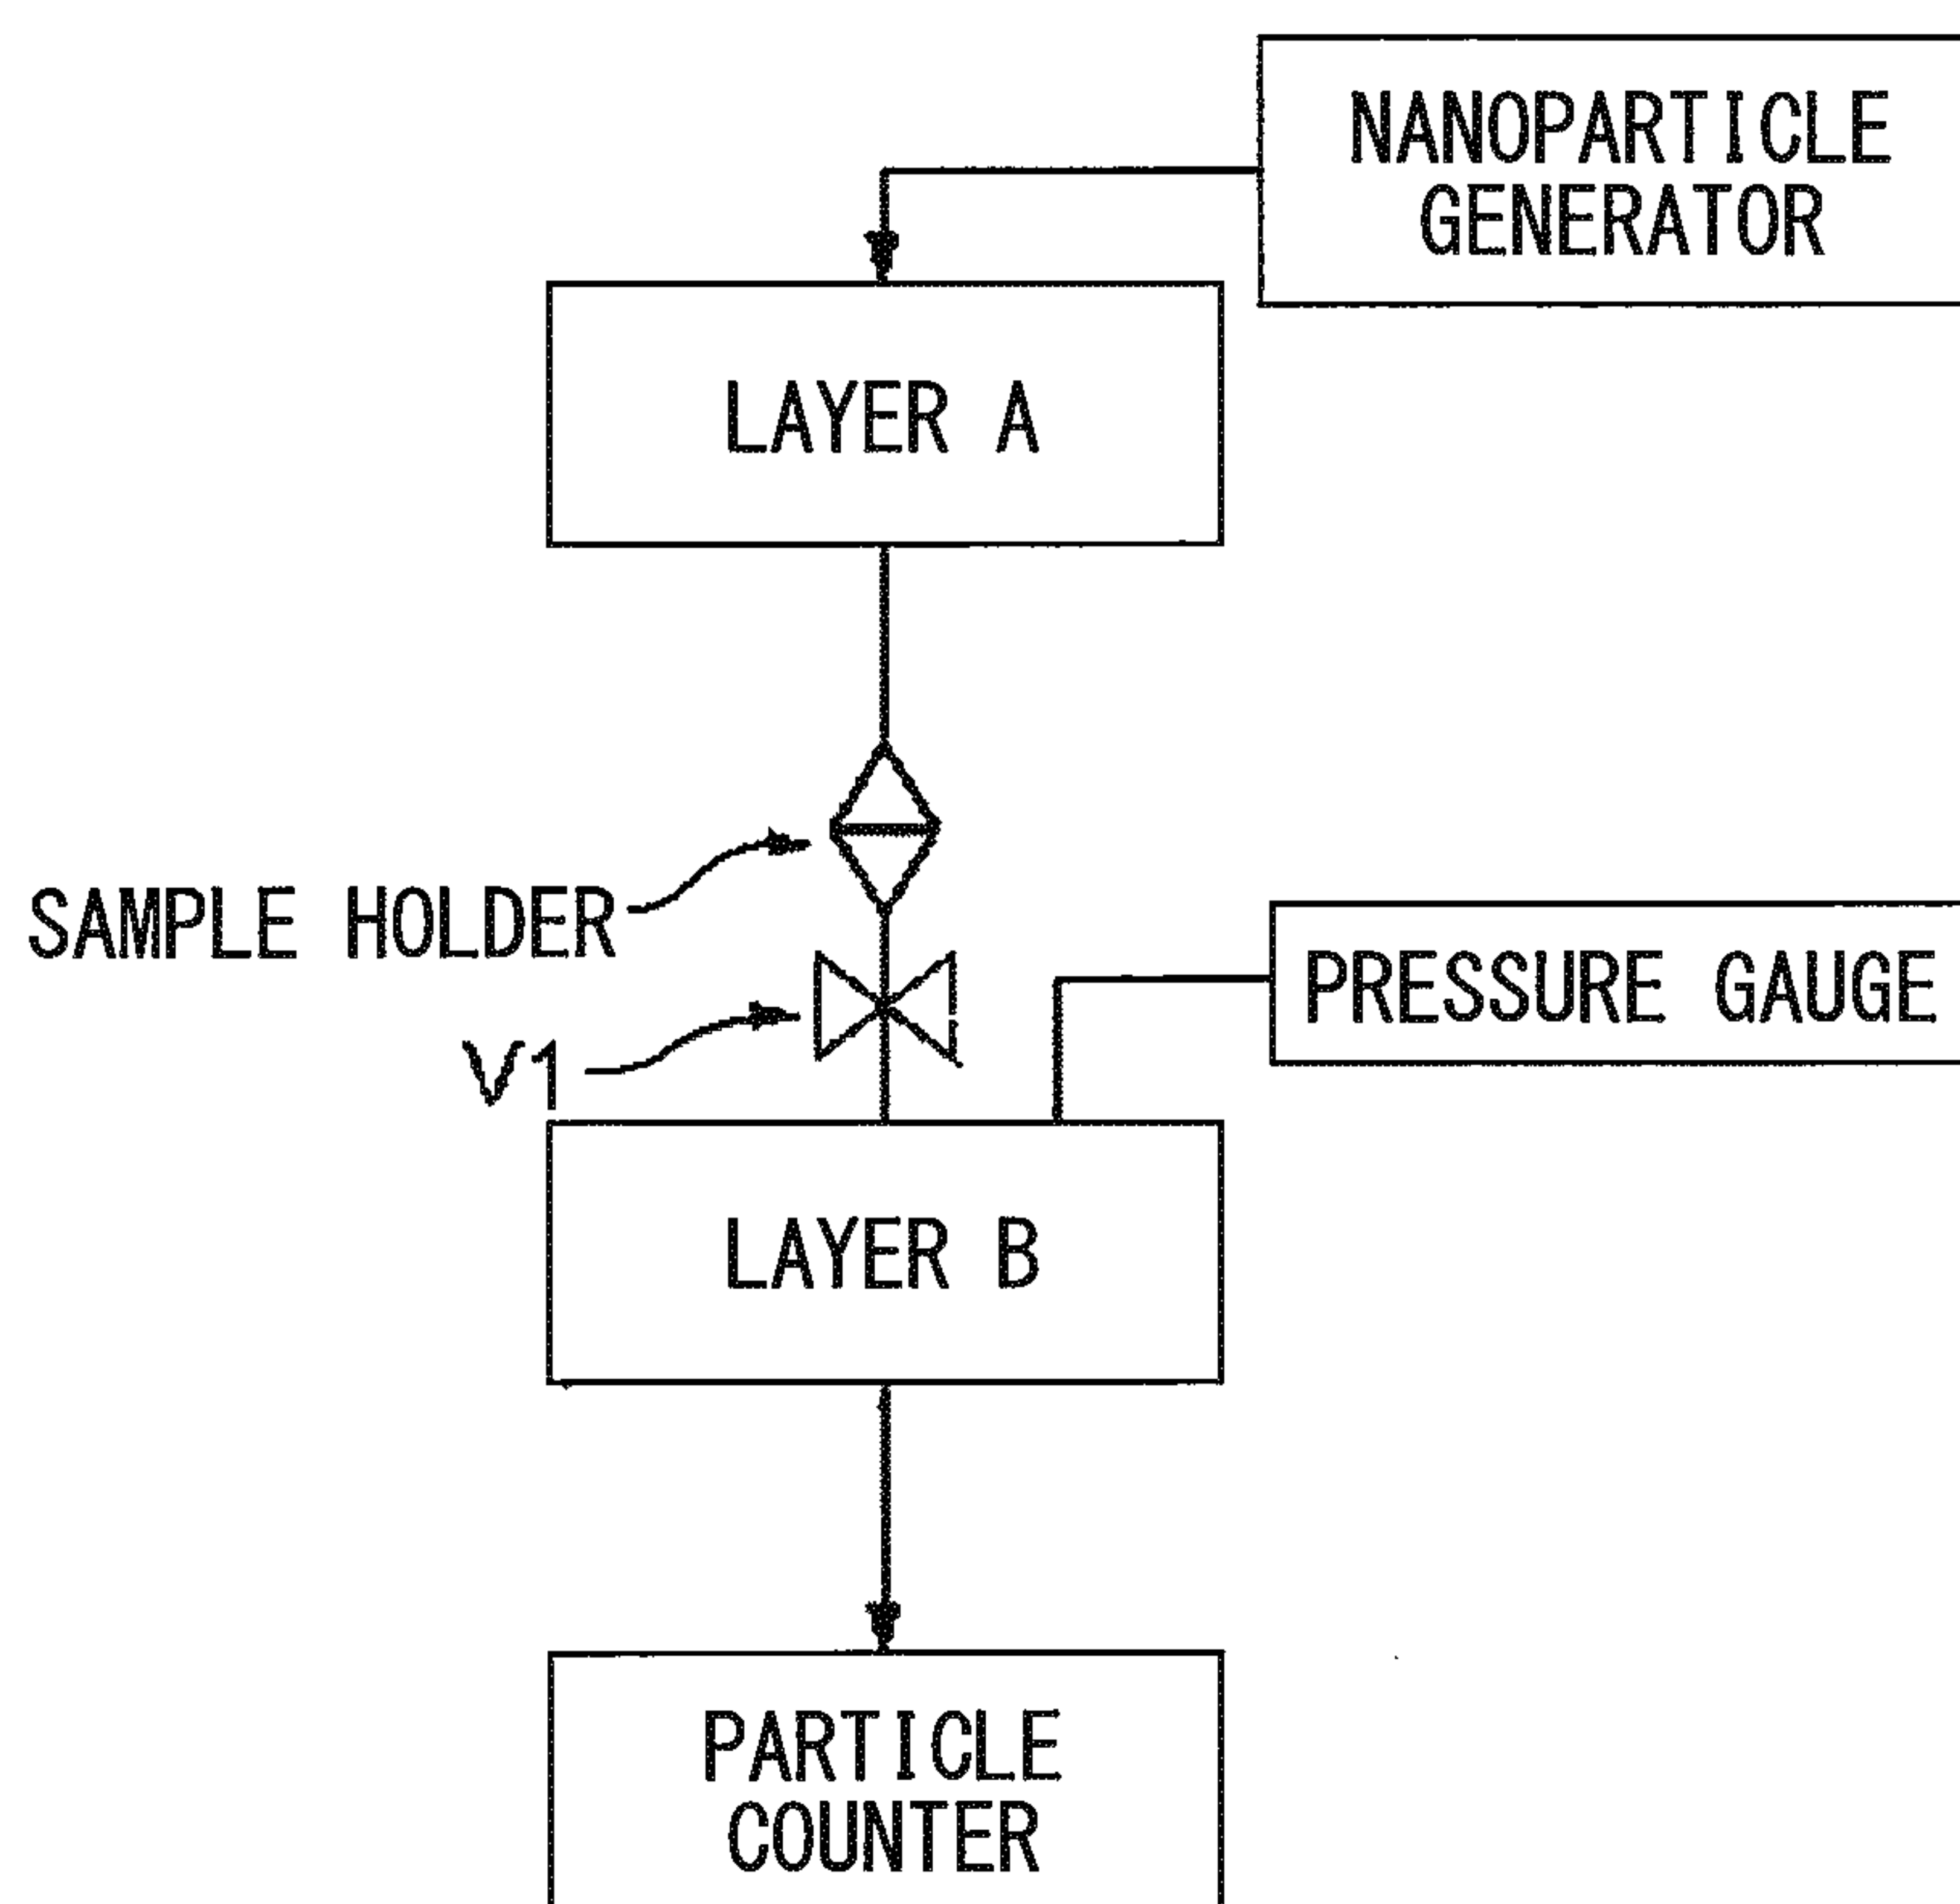 NANOPARTICLE
GENERATOR
LAYER A
SAMPLE HOLDER
PRESSURE GAUGE
V1
LAYER B
PARTICLE
COUNTER